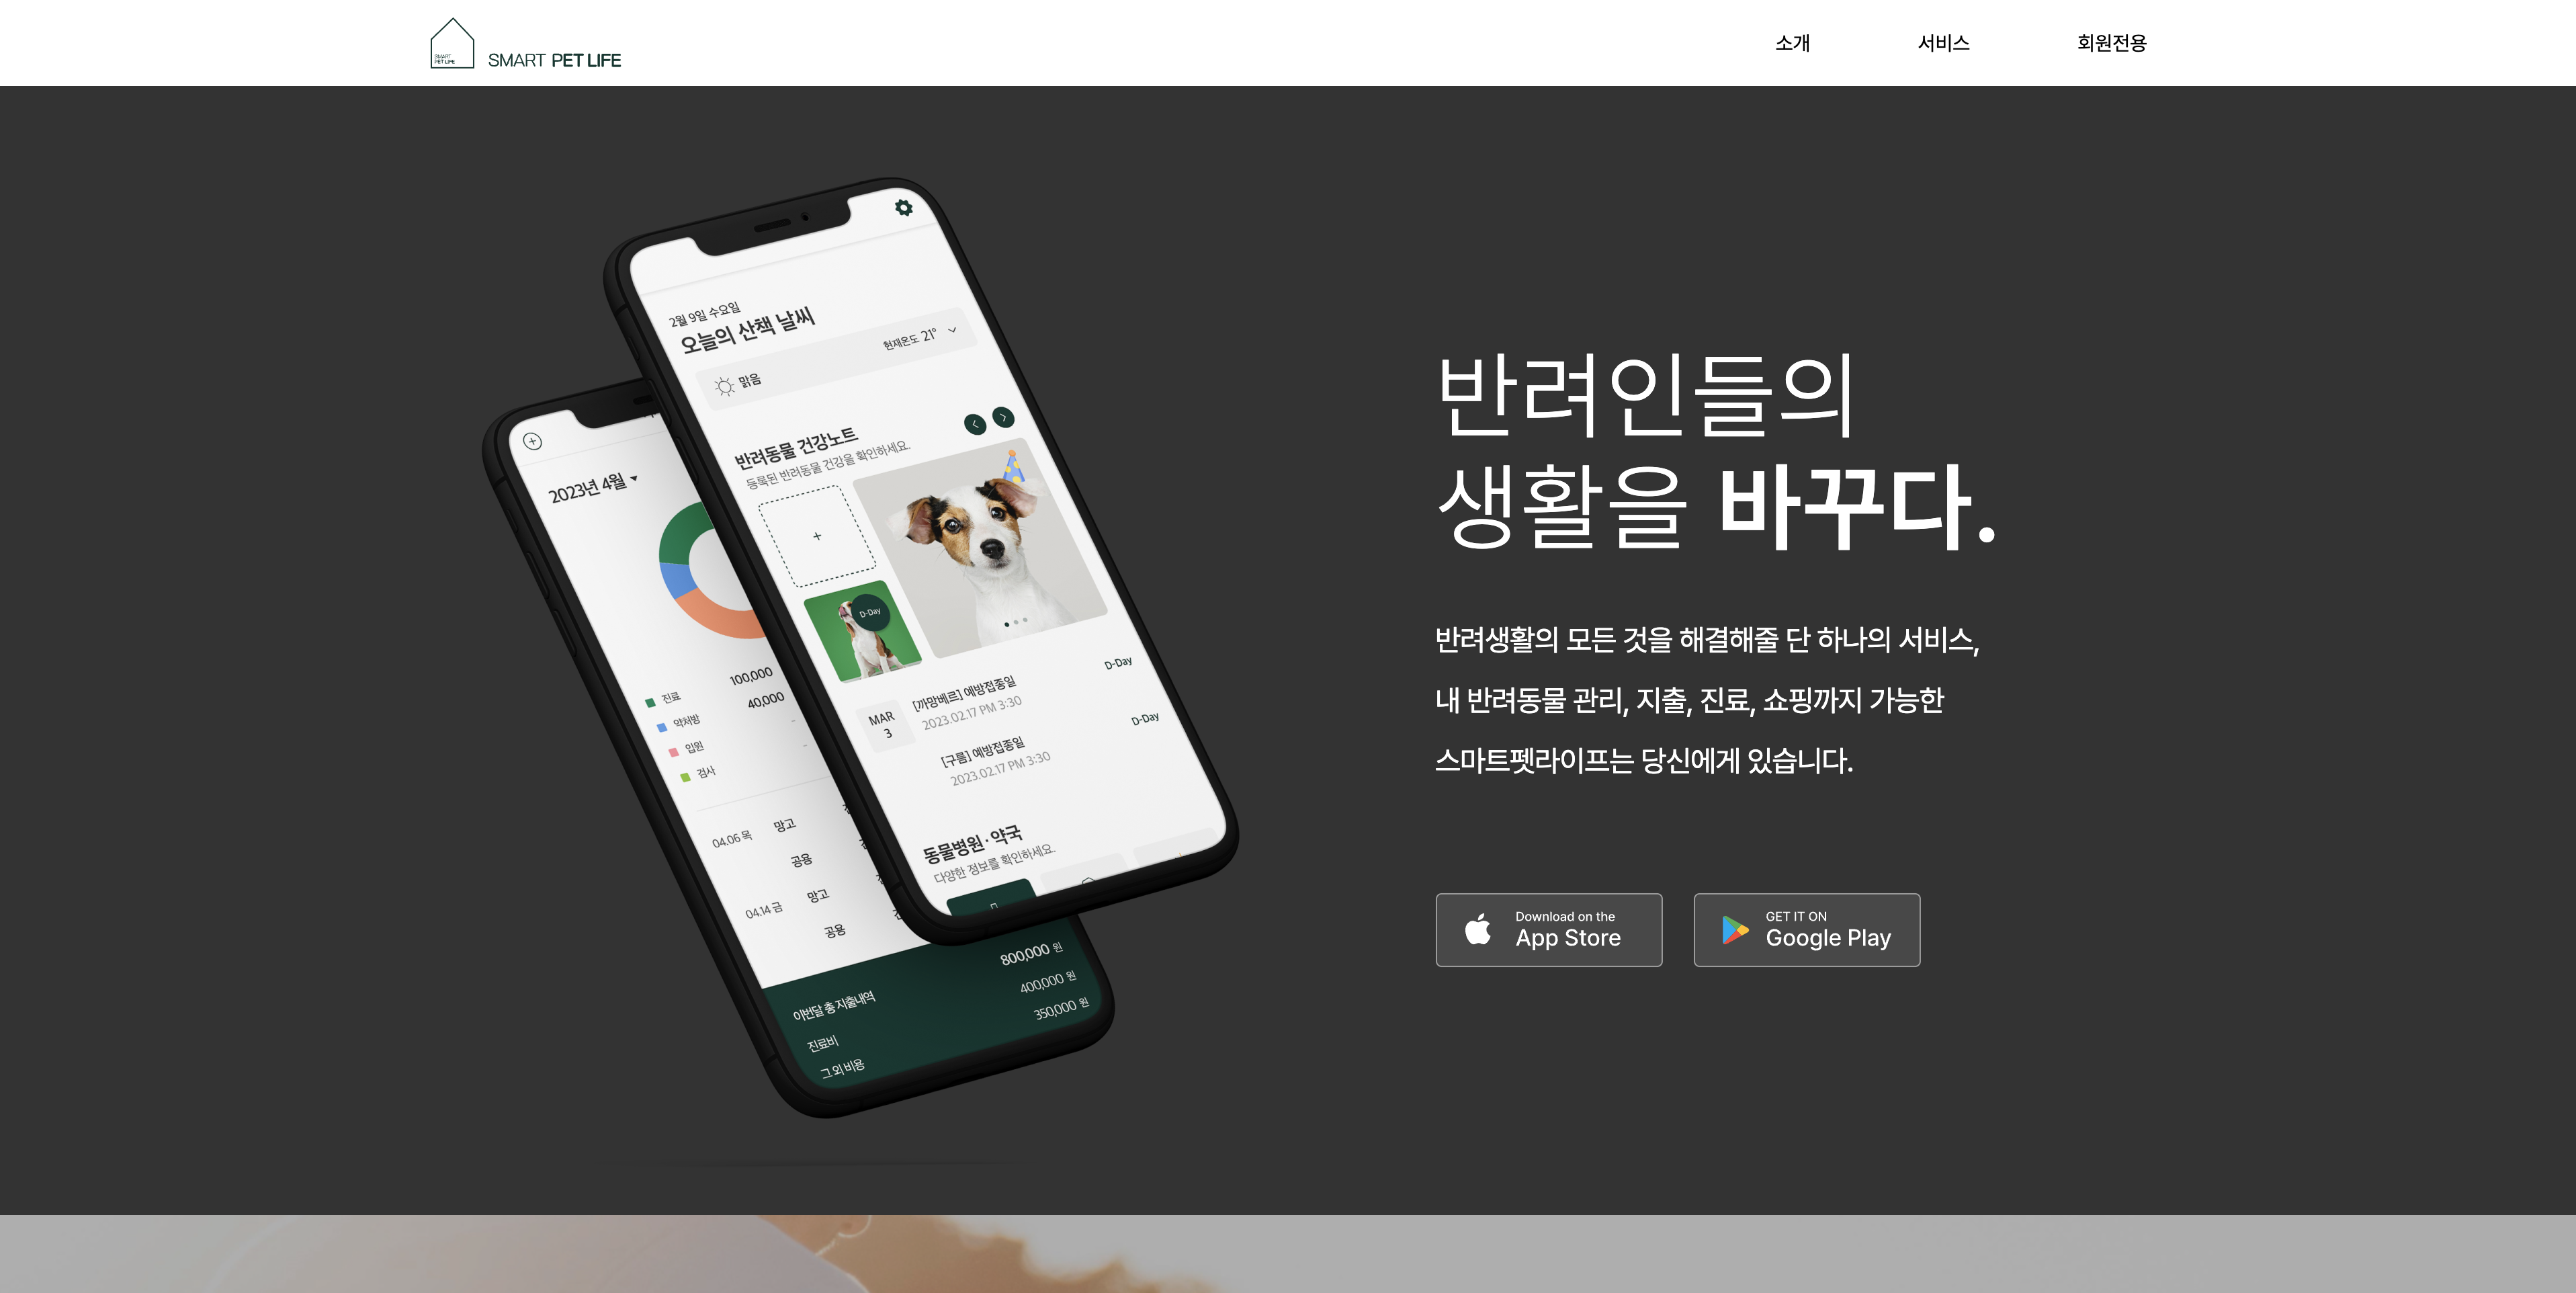 SMART
PET LIFE
SMART PET LIFE
소개
서비스
회원전용
2월 9일 수요일
오늘의 산책 날씨
맑음
현재온도 21°
반려동물 건강노트
등록된 반려동물 건강을 확인하세요.
+
D-Day
MAR
3
[까망베르] 예방접종일
2023.02.17 PM 3:30
D-Day
[구름] 예방접종일
2023.02.17 PM 3:30
D-Day
동물병원·약국
다양한 정보를 확인하세요.
2023년 4월
진료
100,000
약처방
40,000
입원
-
검사
-
04.06 목
망고
공용
04.14 금
망고
공용
이번달 총 지출내역
800,000 원
진료비
400,000 원
그 외 비용
350,000 원
반려인들의
생활을 바꾸다.
반려생활의 모든 것을 해결해줄 단 하나의 서비스,
내 반려동물 관리, 지출, 진료, 쇼핑까지 가능한
스마트펫라이프는 당신에게 있습니다.
Download on the
App Store
GET IT ON
Google Play